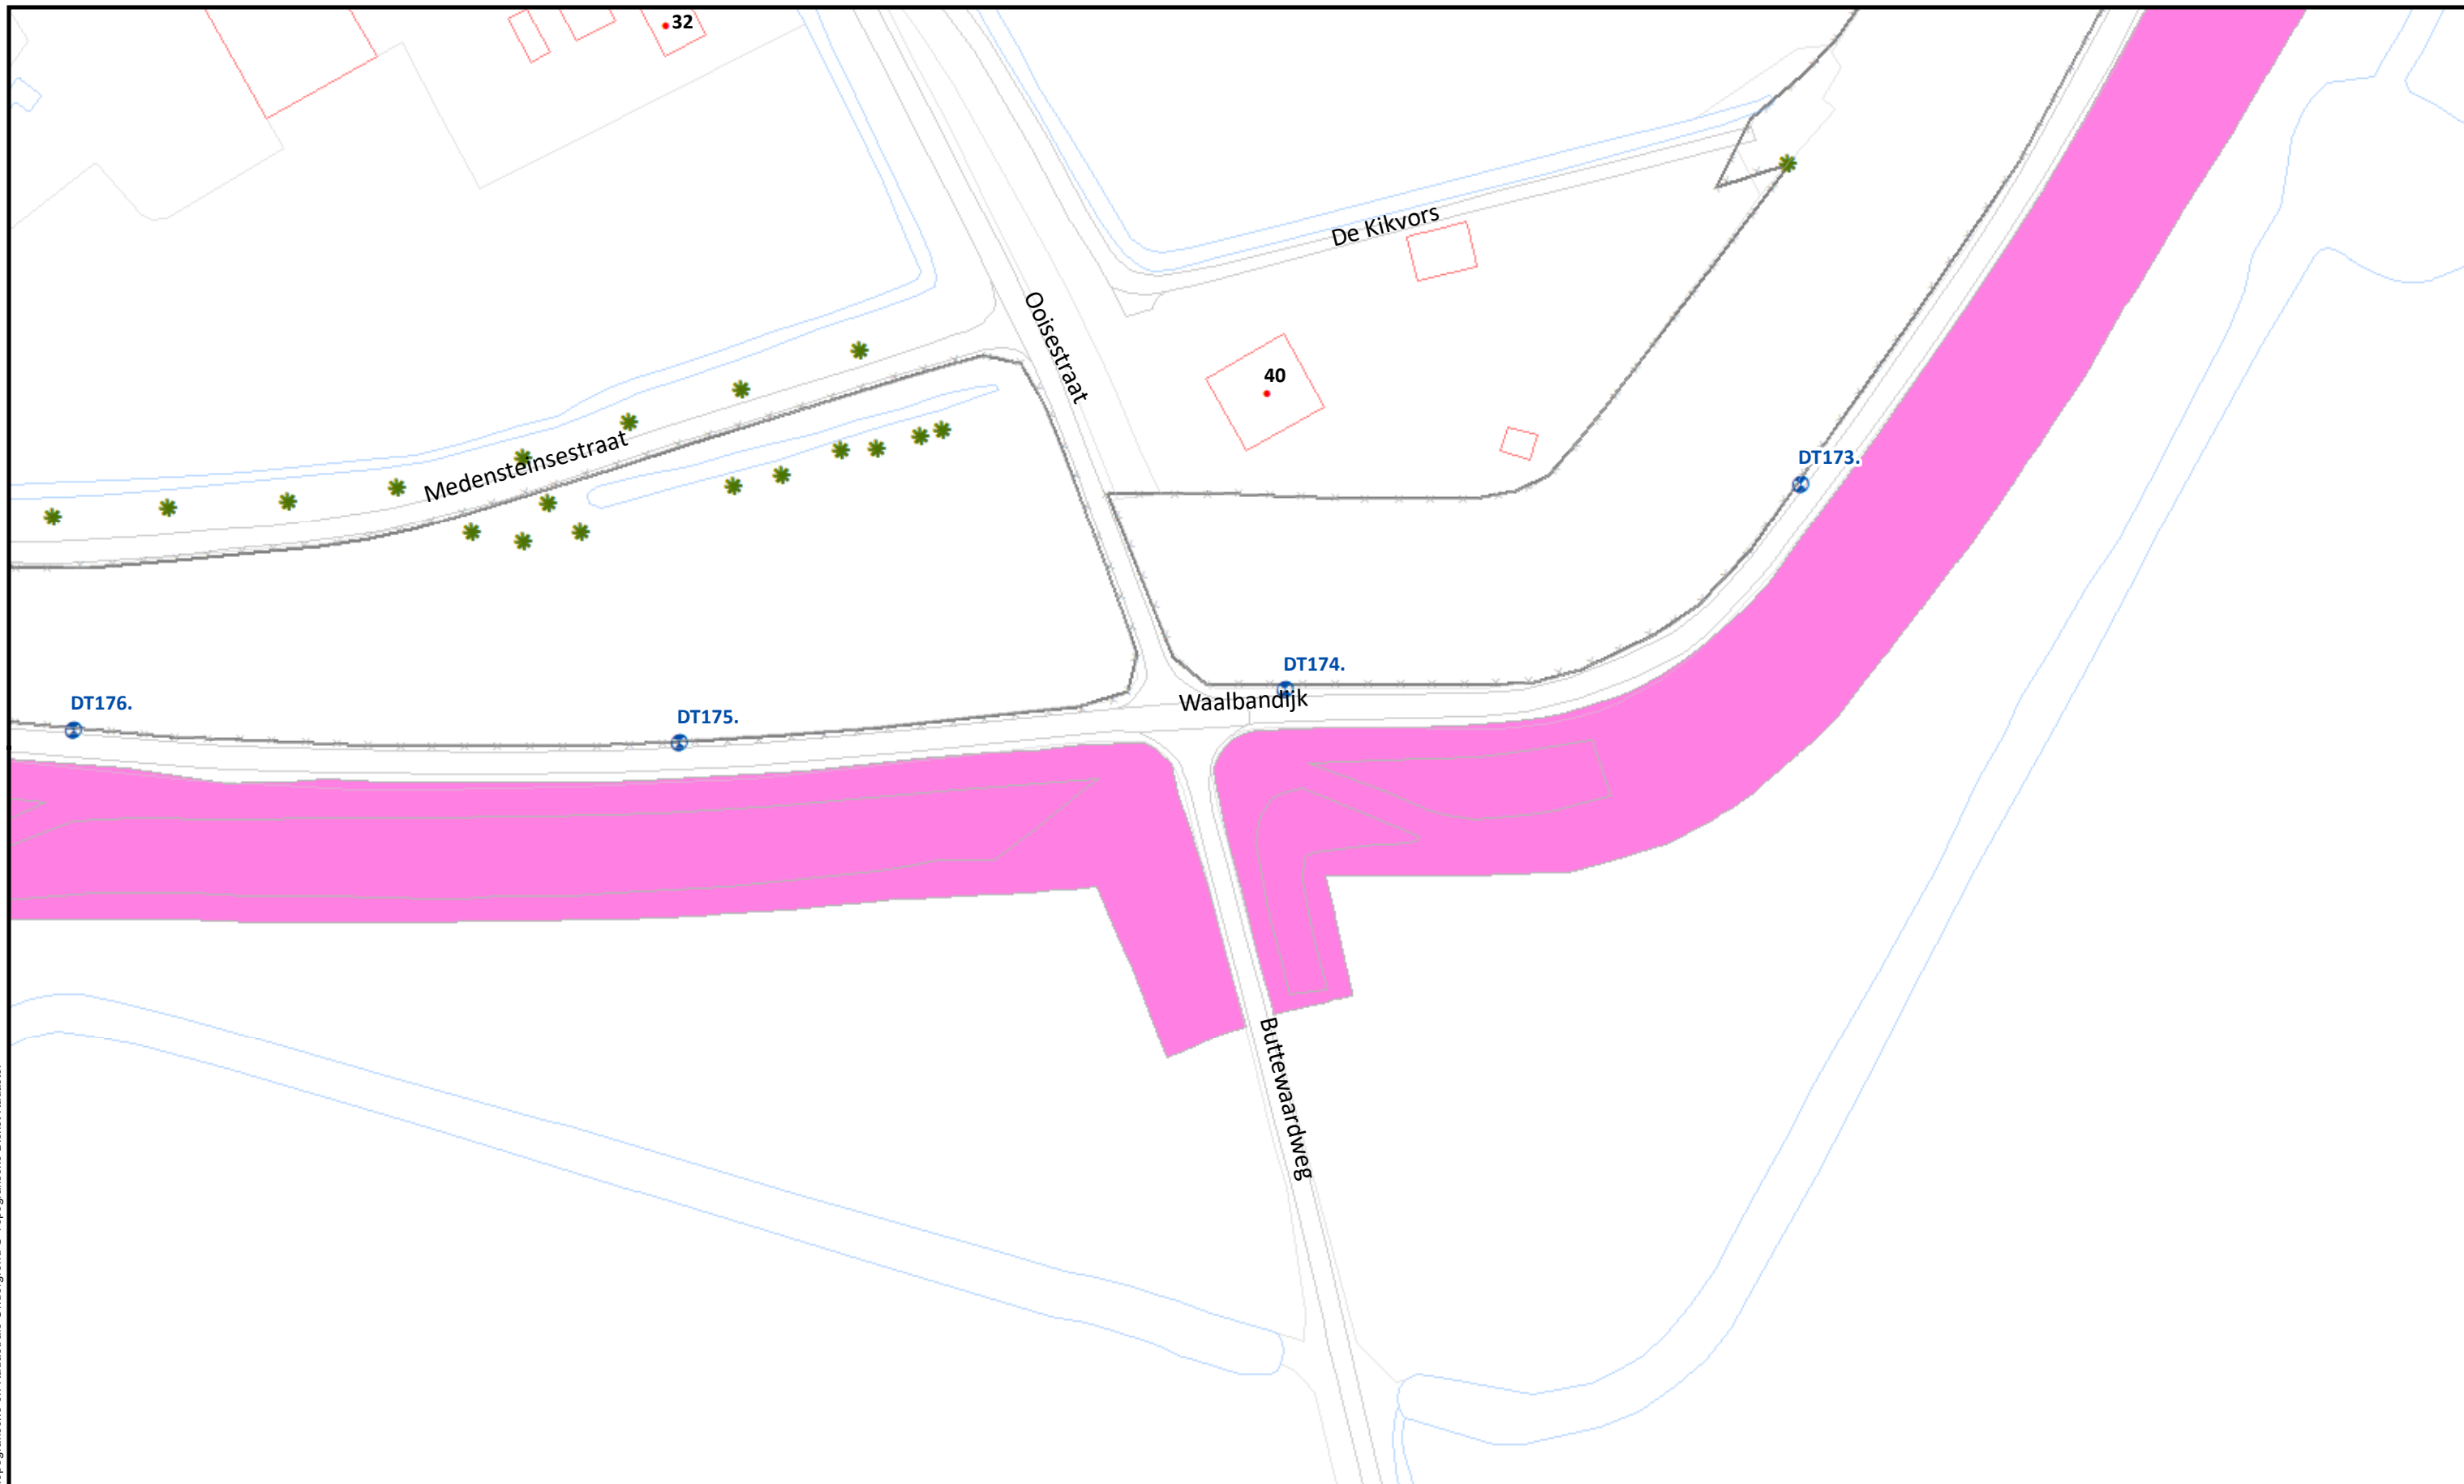 32
De Kikvors
Ooisestraat
40
Medensteinsestraat
DT173.
DT174.
Waalbandijk
DT176.
DT175.
Buttewaardweg